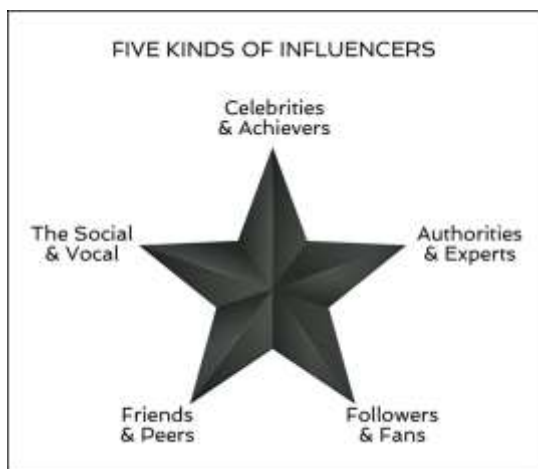 FIVE KINDS OF INFLUENCERS
Celebrities
& Achievers
The Social
& Vocal
Authorities
& Experts
Friends
& Peers
Followers
& Fans